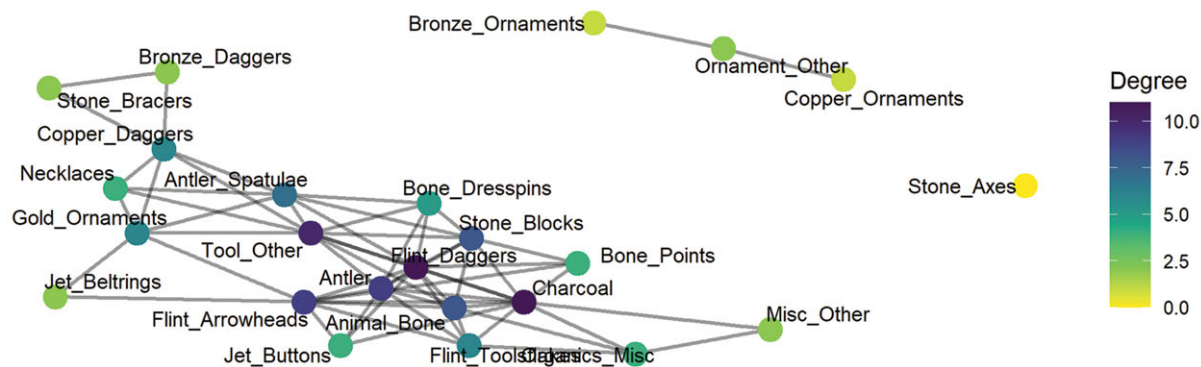 Bronze_Ornaments
Ornament_Other
Copper_Ornaments
Bronze_Daggers
Stone_Bracers
Copper_Daggers
Necklaces
Antler_Spatulae
Bone_Dresspins
Stone_Axes
Gold_Ornaments
Stone_Blocks
Tool_Other
Flint_Daggers
Bone_Points
Jet_Beltrings
Antler
Charcoal
Flint_Arrowheads
Animal_Bone
Misc_Other
Jet_Buttons
Organics_Misc
Degree
10.0
7.5
5.0
2.5
0.0